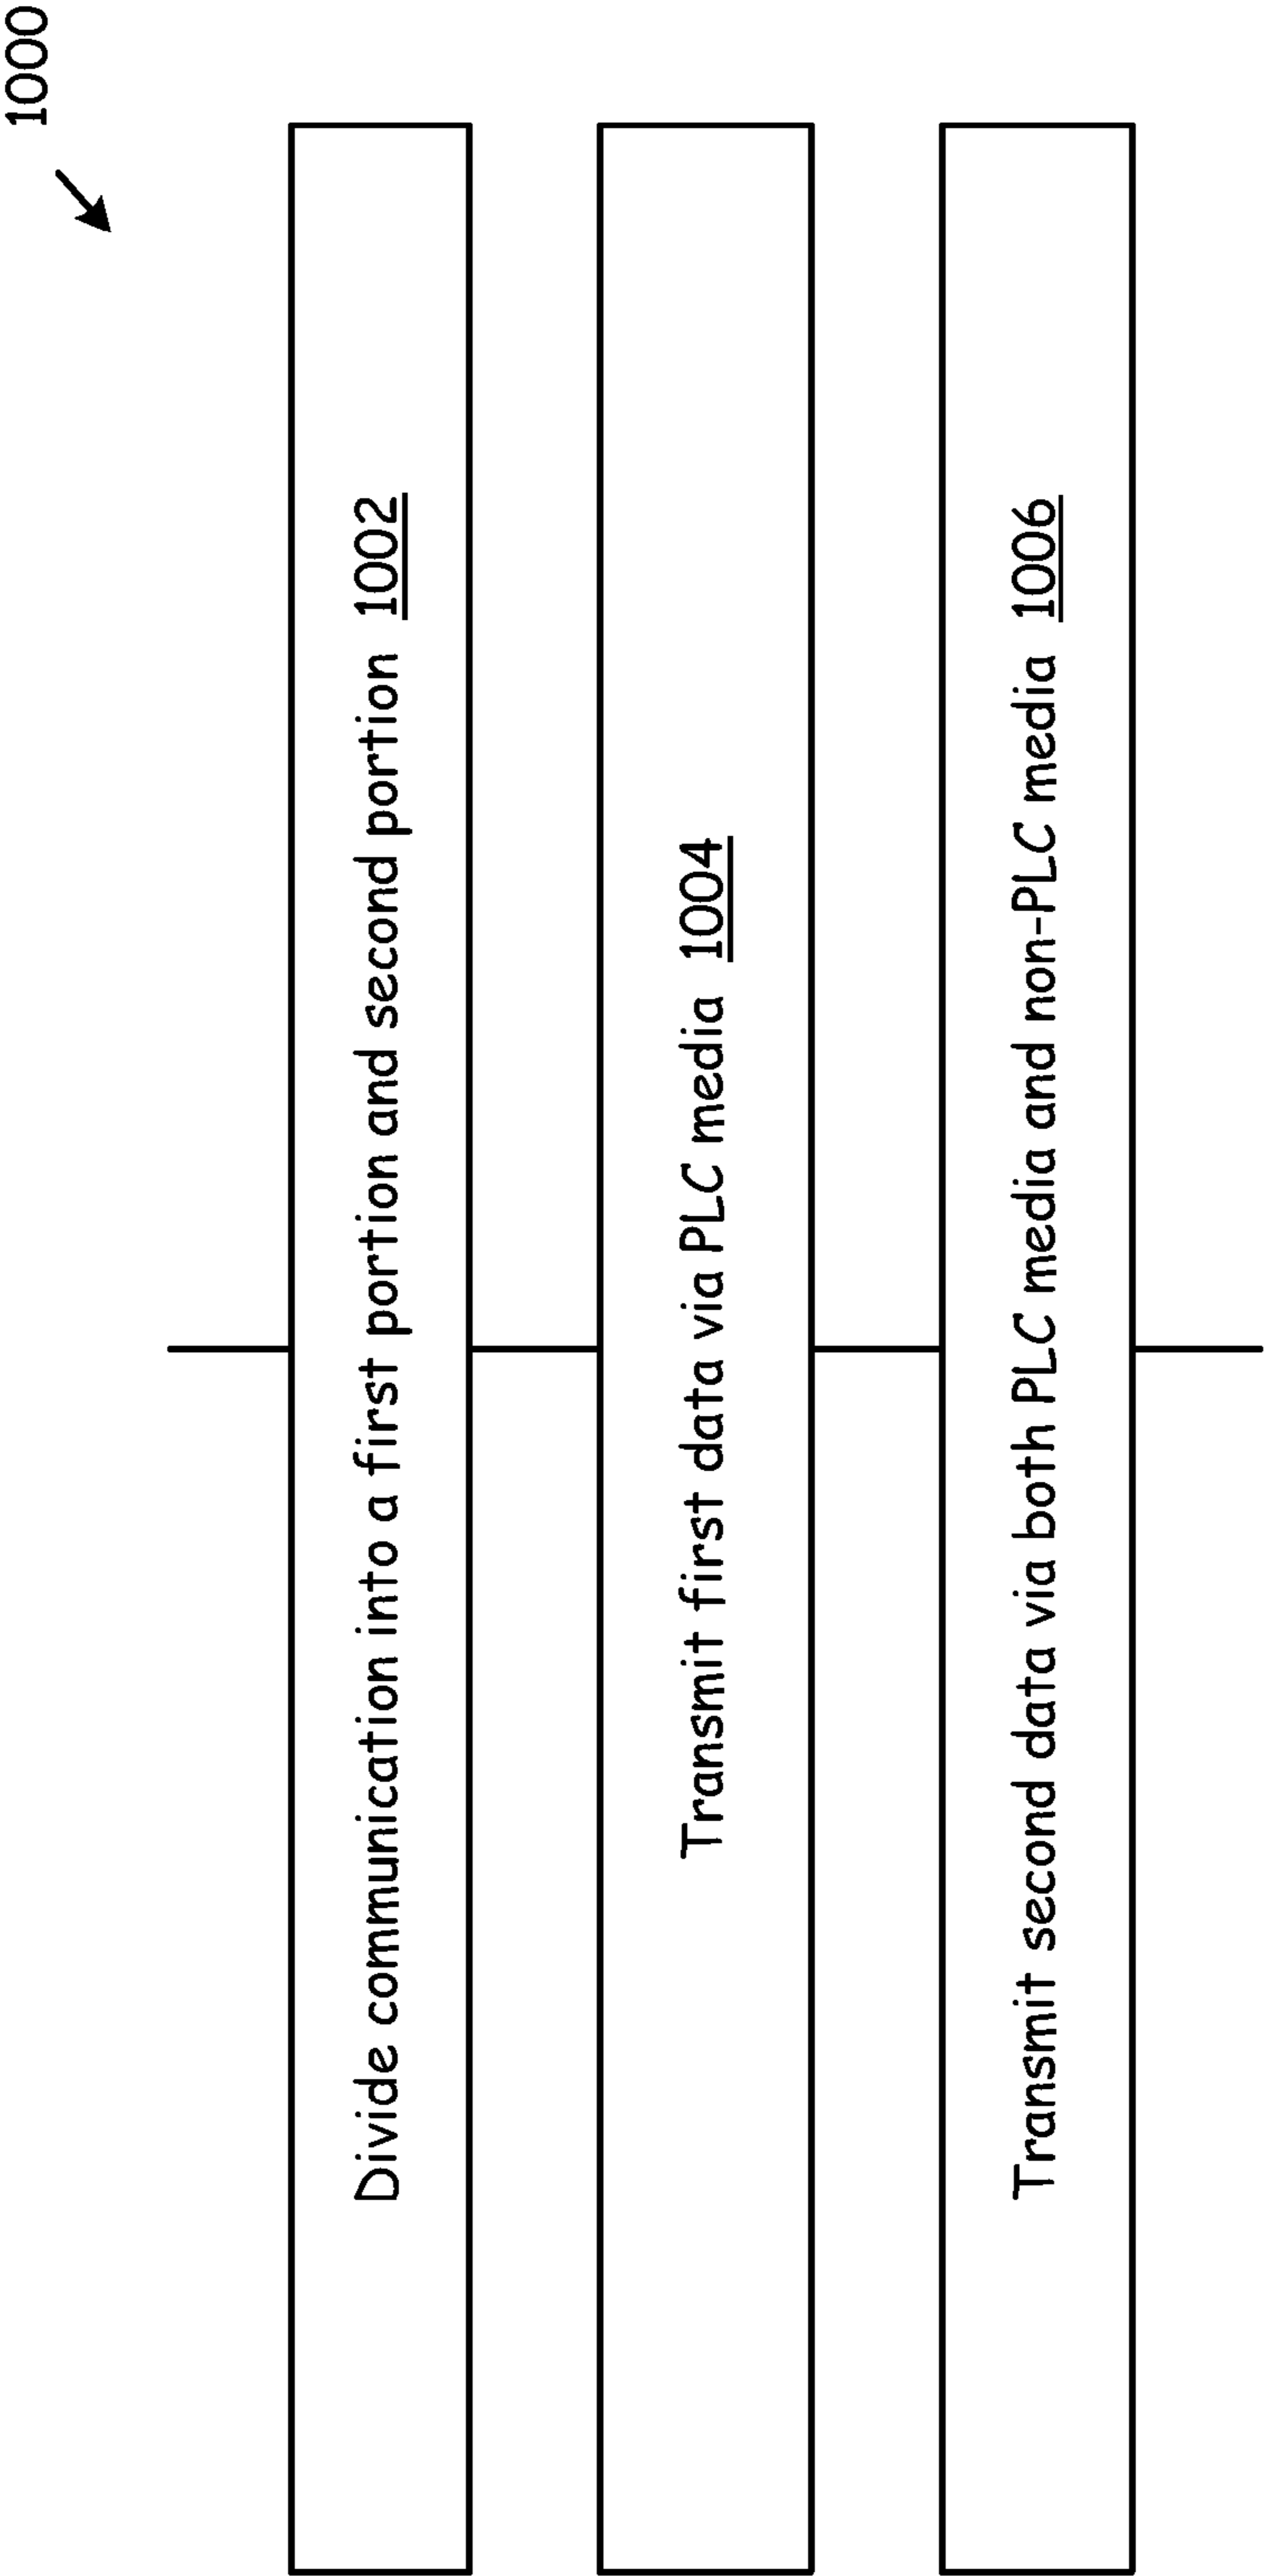 1000
Divide communication into a first portion and second portion 1002
Transmit first data via PLC media 1004
Transmit second data via both PLC media and non-PLC media 1006